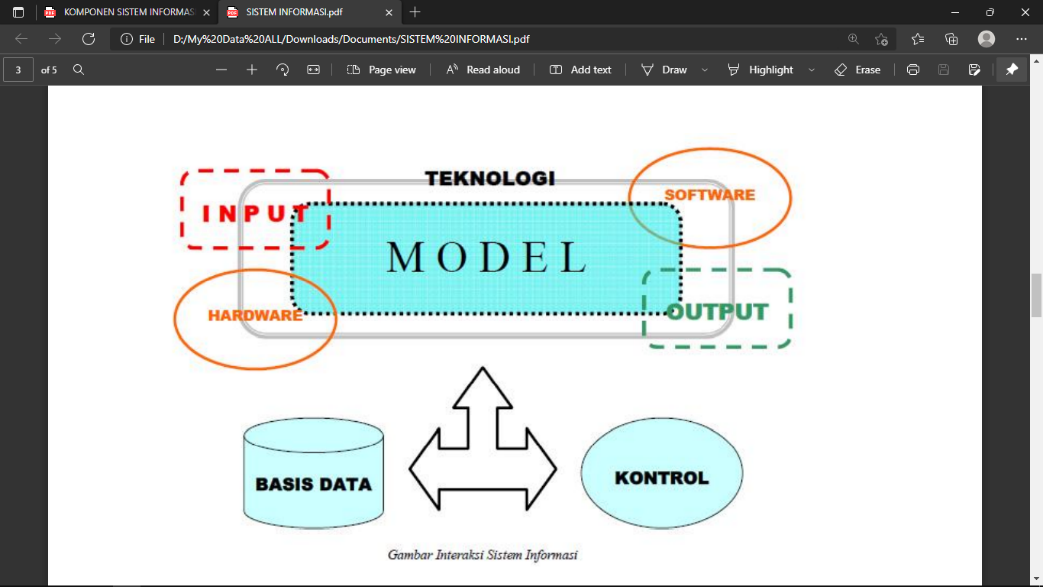 KOMPONEN SISTEM INFORMAS
SISTEM INFORMASI.pdf
File
D:/My%20Data%20ALL/Downloads/Documents/SISTEM%20INFORMASI.pdf
3 of 5
Page view
Read aloud
Add text
Draw
Highlight
Erase
TEKNOLOGI
SOFTWARE
INPUT
MODEL
HARDWARE
OUTPUT
BASIS DATA
KONTROL
Gambar Interaksi Sistem Informasi